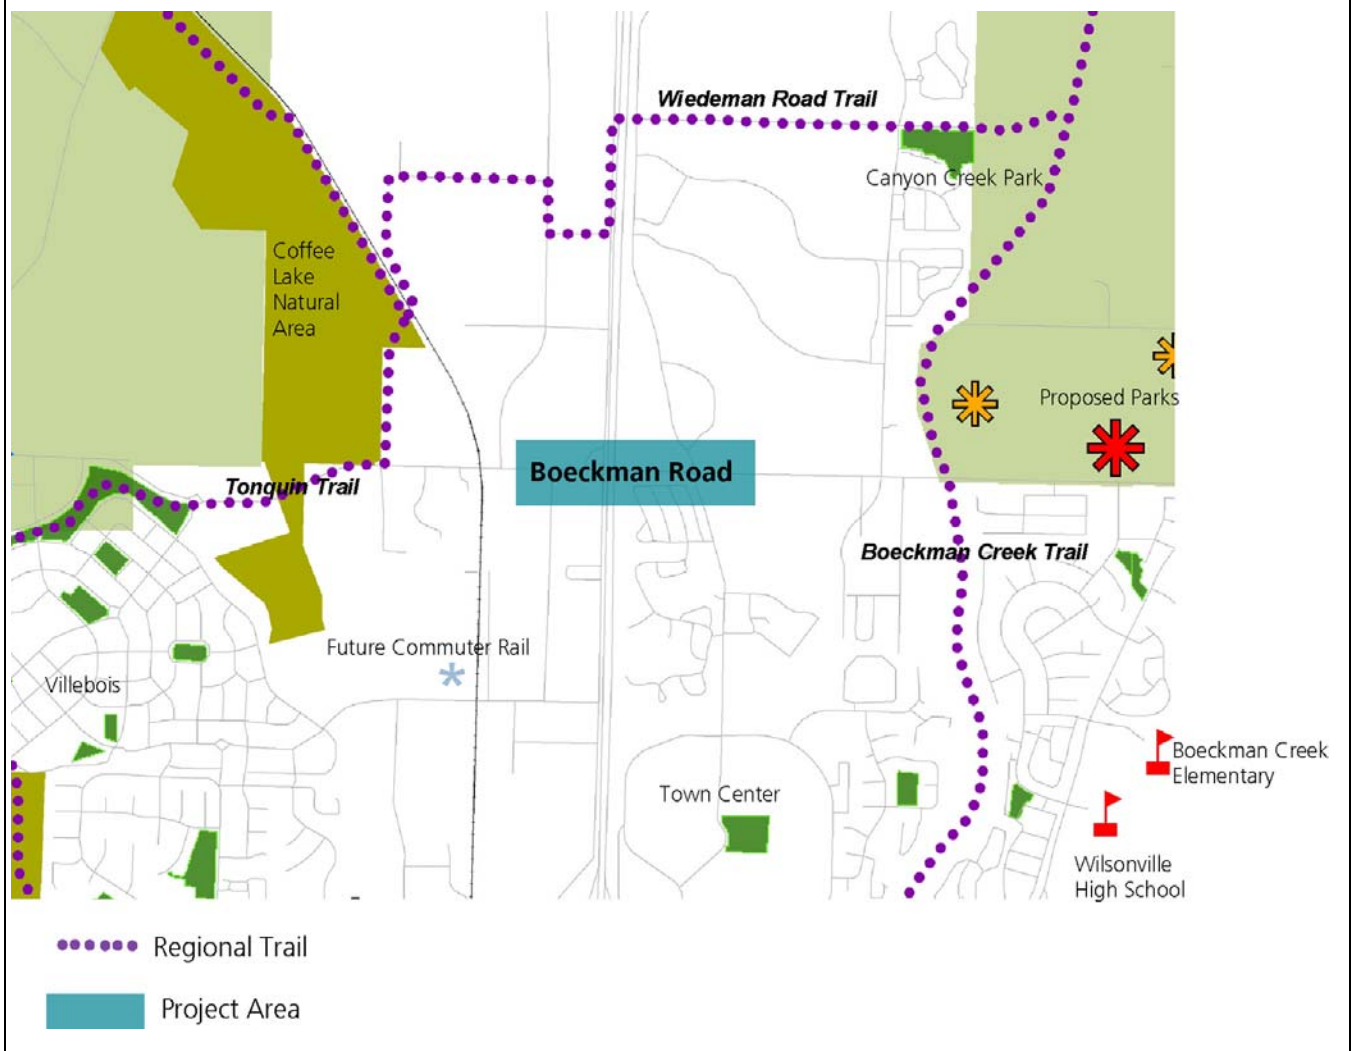 Wiedeman Road Trail
Canyon Creek Park
Coffee
Lake
Natural
Area
Proposed Parks
Boeckman Road
Tonquin Trail
Boeckman Creek Trail
Future Commuter Rail
Villebois
Boeckman Creek
Elementary
Town Center
Wilsonville
High School
Regional Trail
Project Area